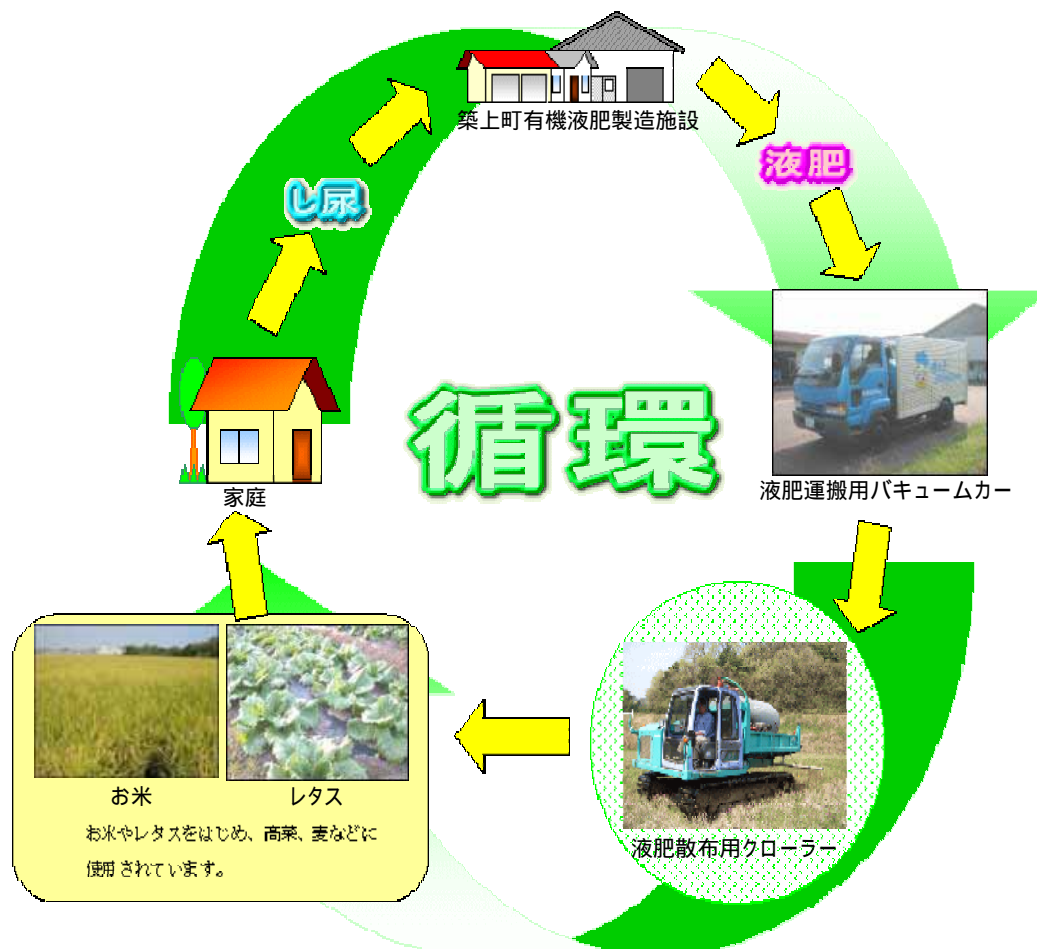 築上町有機液肥製造施設
液肥
し尿
循環
液肥運搬用バキュームカー
家庭
お米
レタス
お米やレタスをはじめ、高菜、麦などに
使用されています。
液肥散布用クローラー